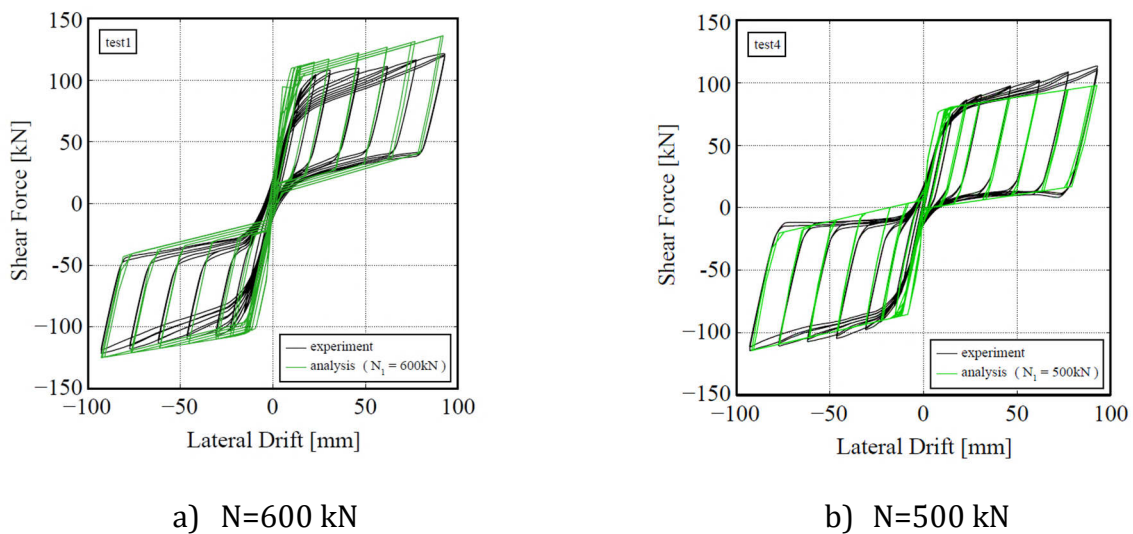 150
100
50
0
-50
−100
−150
Shear Force [kN]
test1
experiment
analysis ( N₁ = 600kN )
−100 −50 0 50 100
Lateral Drift [mm]
a) N=600 kN
150
100
50
0
−50
−100
−150
Shear Force [kN]
test4
experiment
analysis ( N₁ = 500kN )
−100 −50 0 50 100
Lateral Drift [mm]
b) N=500 kN